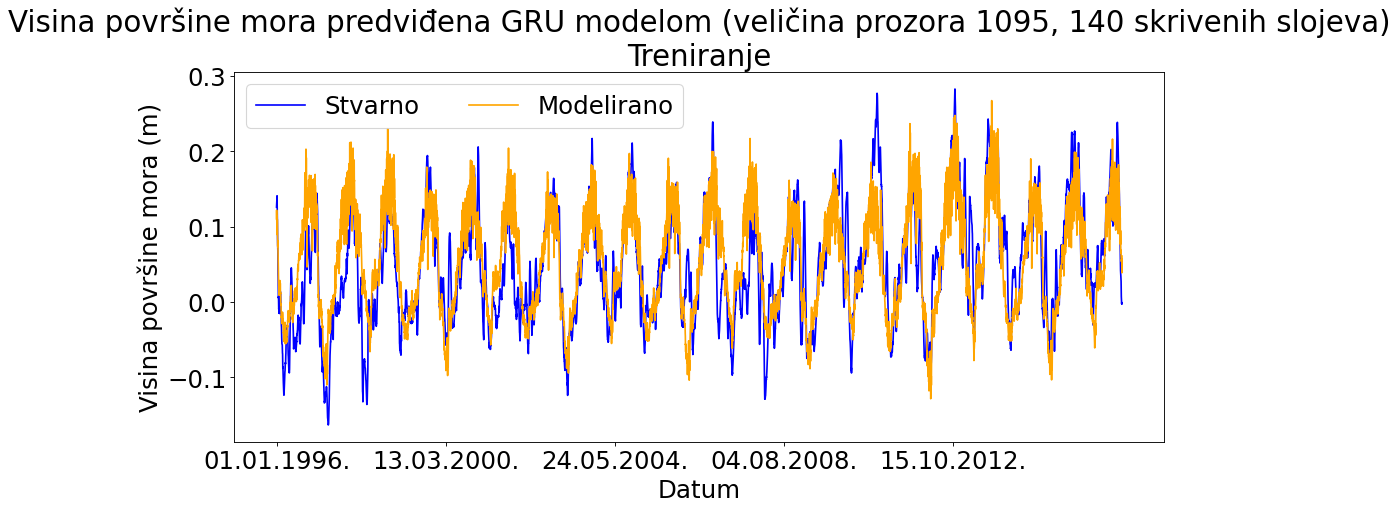 Visina površine mora predviđena GRU modelom (veličina prozora 1095, 140 skrivenih slojeva)
Treniranje
Stvarno Modelirano
Visina površine mora (m)
0.3
0.2
0.1
0.0
−0.1
01.01.1996. 13.03.2000. 24.05.2004. 04.08.2008. 15.10.2012.
Datum